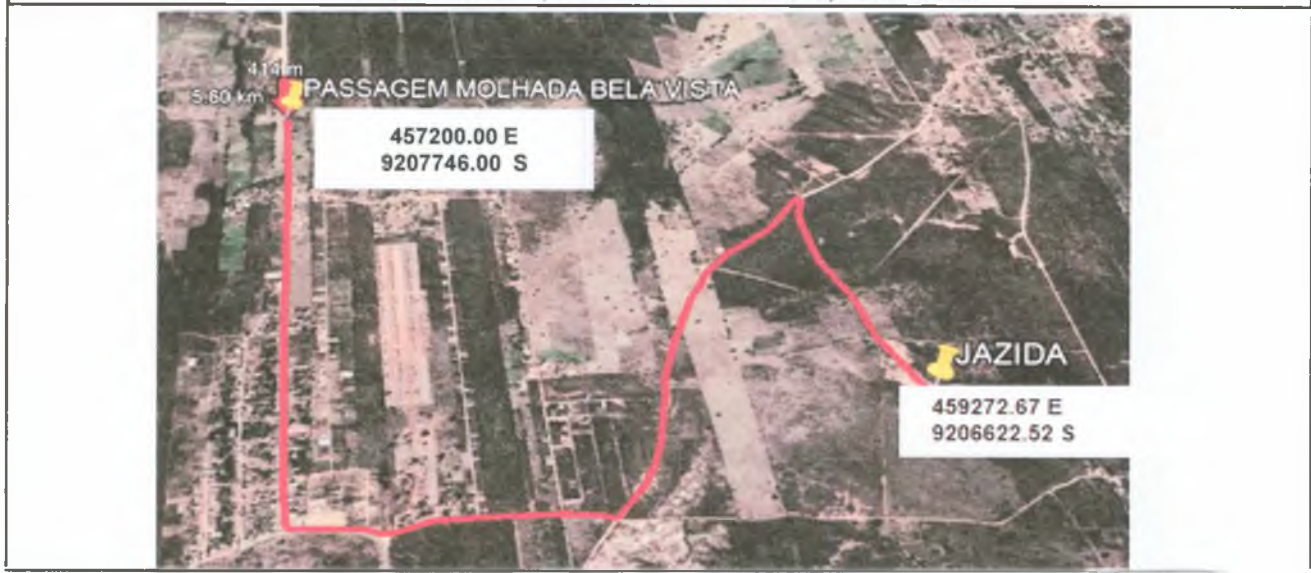 414 m
5.60 km
PASSAGEM MOLHADA BELA VISTA
457200.00 E
9207746.00 S
JAZIDA
459272.67 E
9206622.52 S